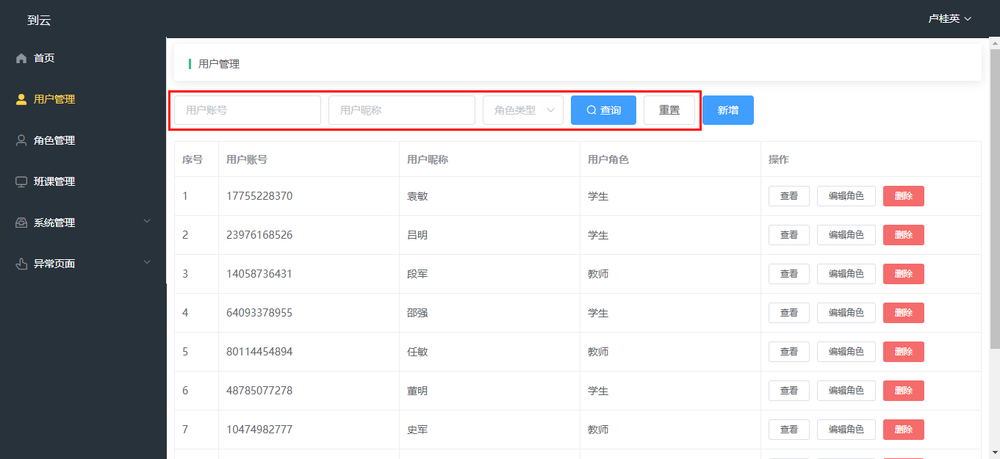 到云
卢桂英
首页
用户管理
角色管理
班课管理
系统管理
异常页面
用户管理
用户账号 用户昵称 角色类型 查询 重置 新增
序号 用户账号 用户昵称 用户角色 操作
1 17755228370 袁敏 学生 查看 编辑角色 删除
2 23976168526 吕明 学生 查看 编辑角色 删除
3 14058736431 段军 教师 查看 编辑角色 删除
4 64093378955 邵强 学生 查看 编辑角色 删除
5 80114454894 任敏 教师 查看 编辑角色 删除
6 48785077278 董明 学生 查看 编辑角色 删除
7 10474982777 史军 教师 查看 编辑角色 删除